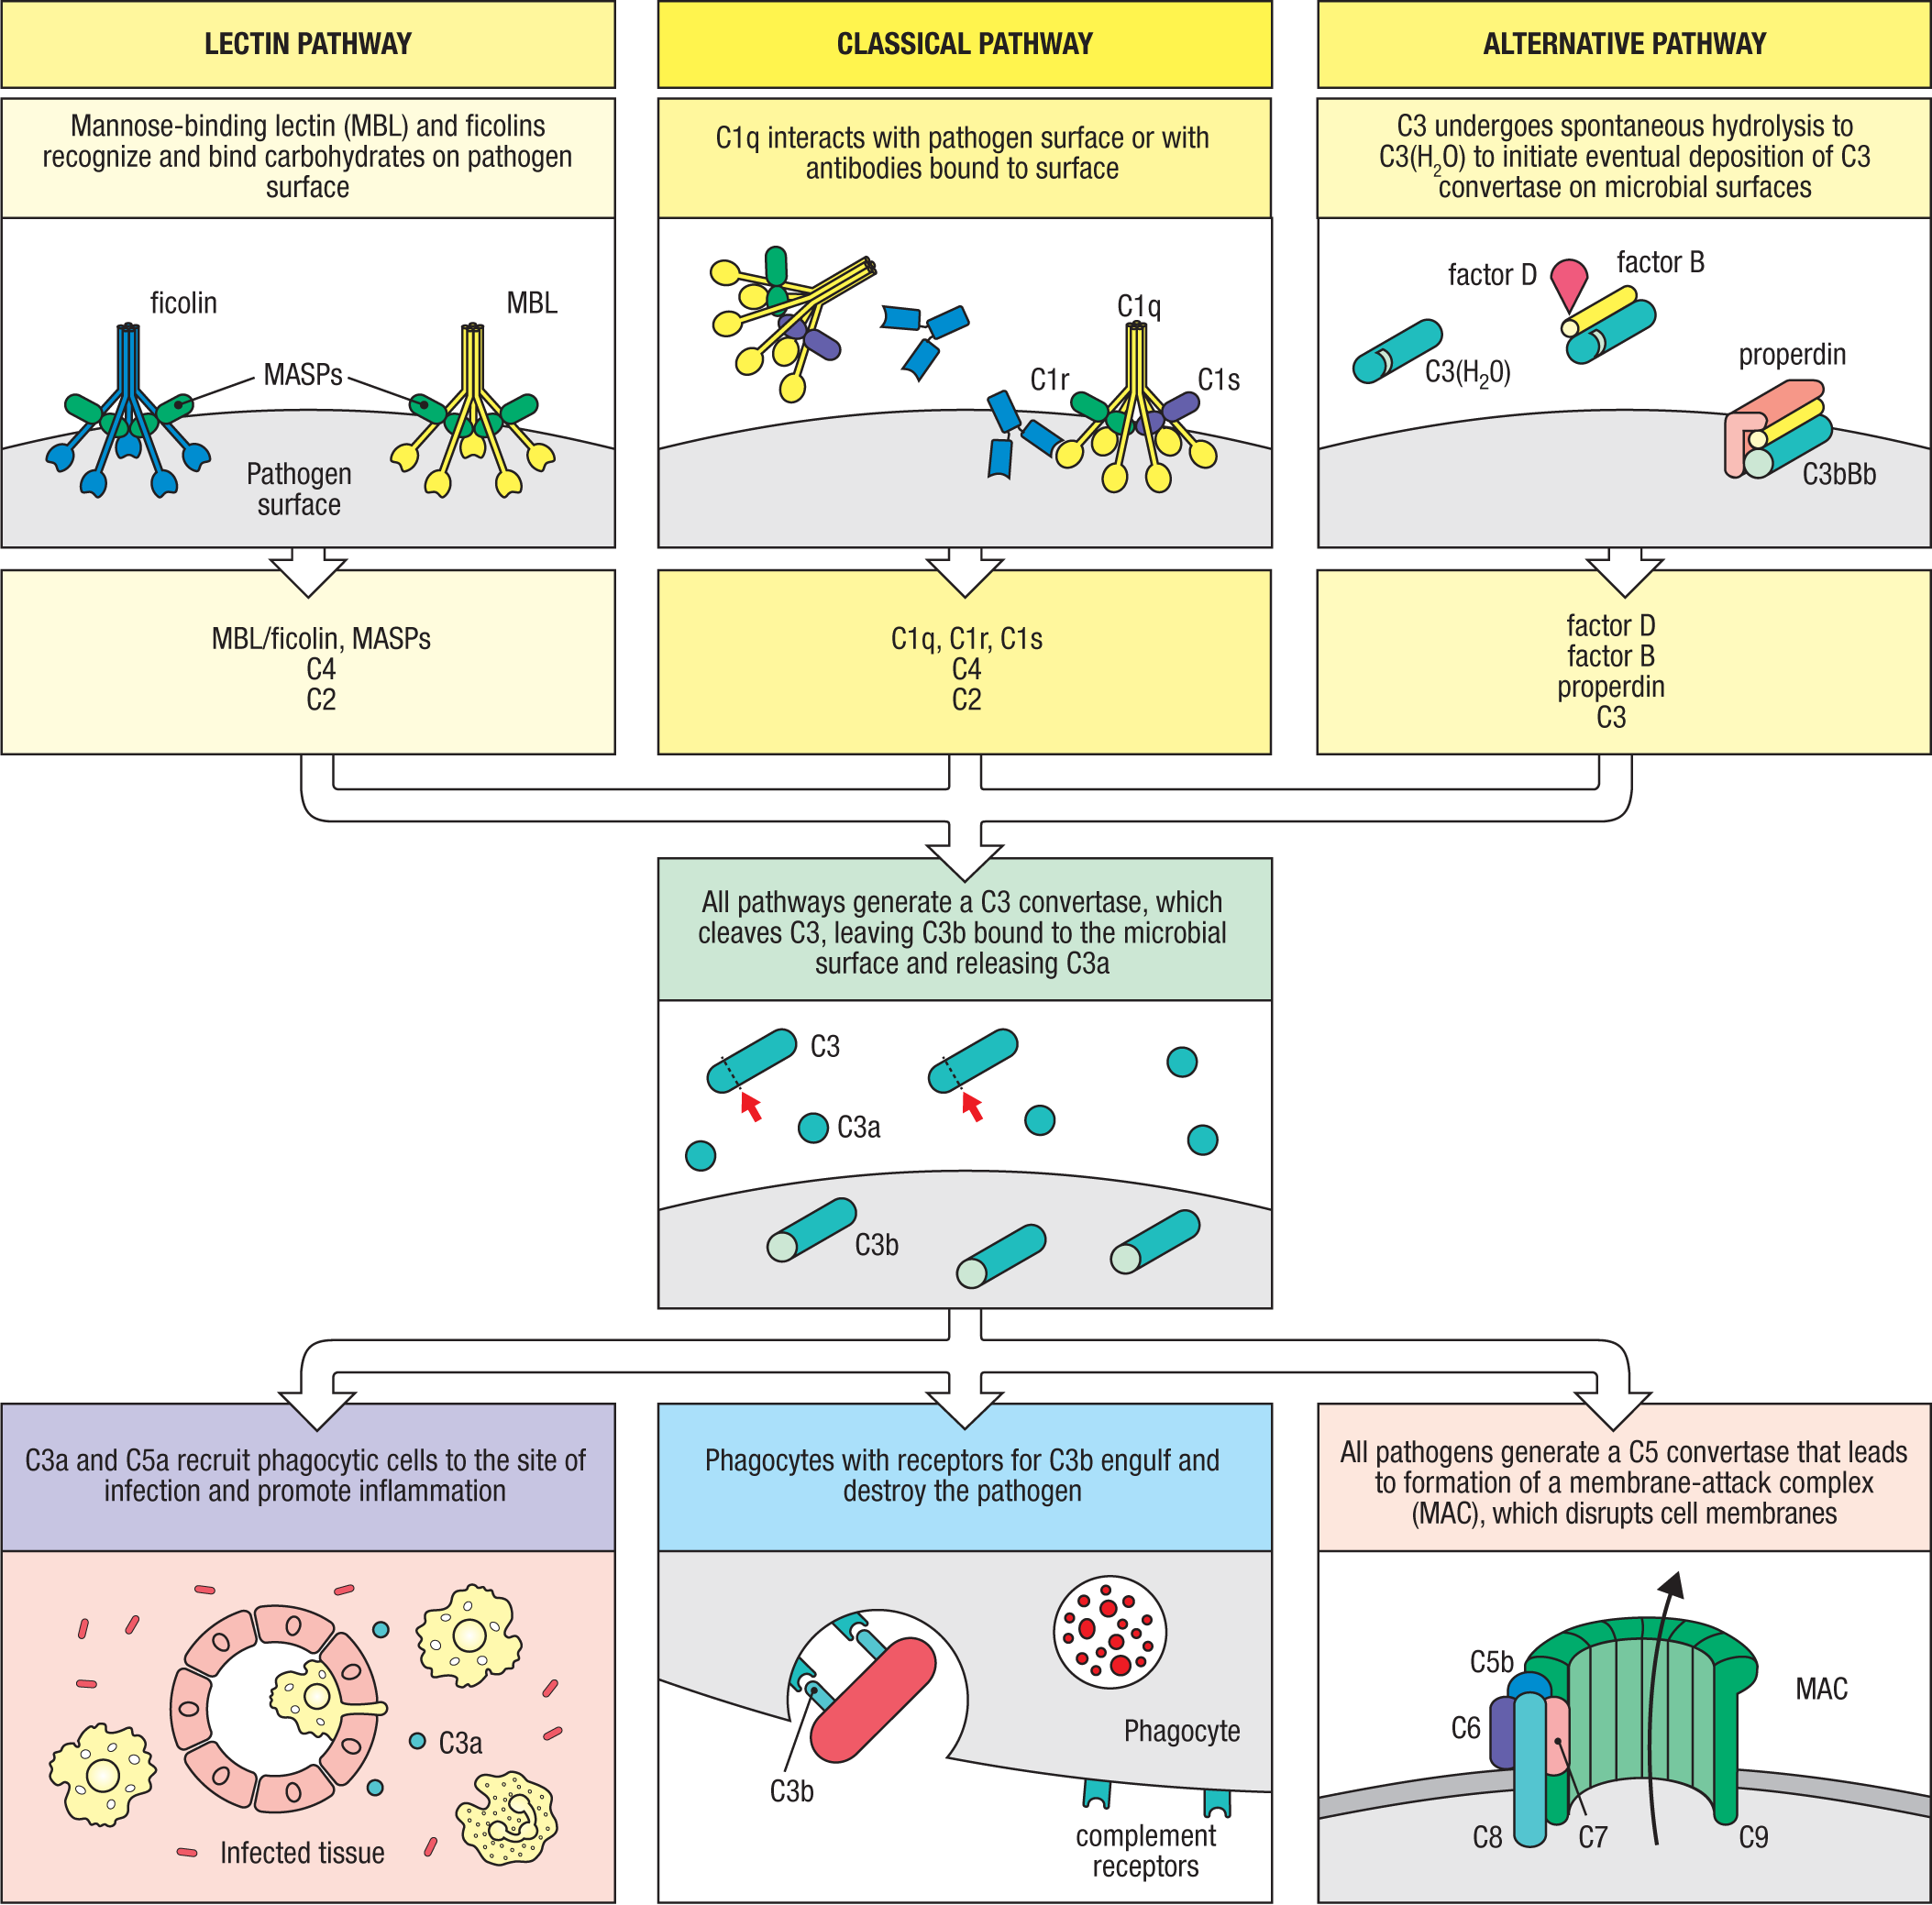 LECTIN PATHWAY
Mannose-binding lectin (MBL) and ficolins
recognize and bind carbohydrates on pathogen
surface
ficolin
MBL
MASPs
Pathogen
surface
MBL/ficolin, MASPs
C4
C2
CLASSICAL PATHWAY
C1q interacts with pathogen surface or with
antibodies bound to surface
C1q
C1r
C1s
C1q, C1r, C1s
C4
C2
ALTERNATIVE PATHWAY
C3 undergoes spontaneous hydrolysis to
C3(H₂O) to initiate eventual deposition of C3
convertase on microbial surfaces
factor D
factor B
C3(H₂O)
properdin
C3bBb
factor D
factor B
properdin
C3
All pathways generate a C3 convertase, which
cleaves C3, leaving C3b bound to the microbial
surface and releasing C3a
C3
C3a
C3b
C3a and C5a recruit phagocytic cells to the site of
infection and promote inflammation
C3a
Infected tissue
Phagocytes with receptors for C3b engulf and
destroy the pathogen
Phagocyte
C3b
complement
receptors
All pathogens generate a C5 convertase that leads
to formation of a membrane-attack complex
(MAC), which disrupts cell membranes
C5b
MAC
C6
C8
C7
C9